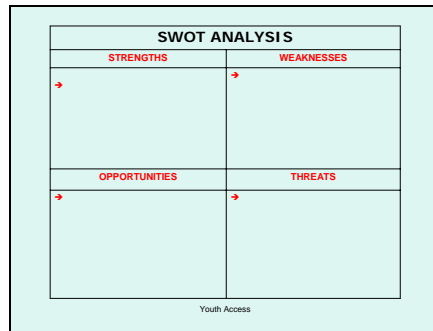 SWOT ANALYSIS
STRENGTHS WEAKNESSES
➔ ➔
OPPORTUNITIES THREATS
➔ ➔
Youth Access